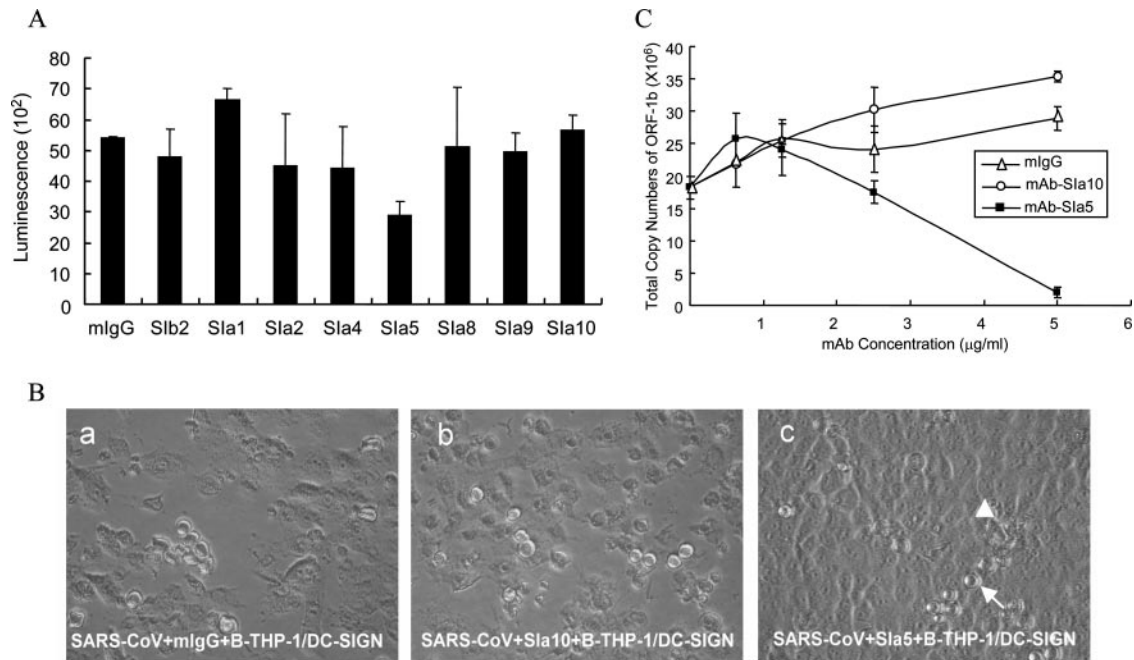 A
Luminescence (10²)
80
70
60
50
40
30
20
10
0
mIgG SIb2 SIa1 SIa2 SIa4 SIa5 SIa8 SIa9 SIa10
C
Total Copy Numbers of ORF-1b (X10⁶)
40
35
30
25
20
15
10
5
0
mIgG
mAb-SIa10
mAb-SIa5
1 2 3 4 5 6
mAb Concentration (μg/ml)
B
a
SARS-CoV+mIgG+B-THP-1/DC-SIGN
b
SARS-CoV+SIa10+B-THP-1/DC-SIGN
c
SARS-CoV+SIa5+B-THP-1/DC-SIGN